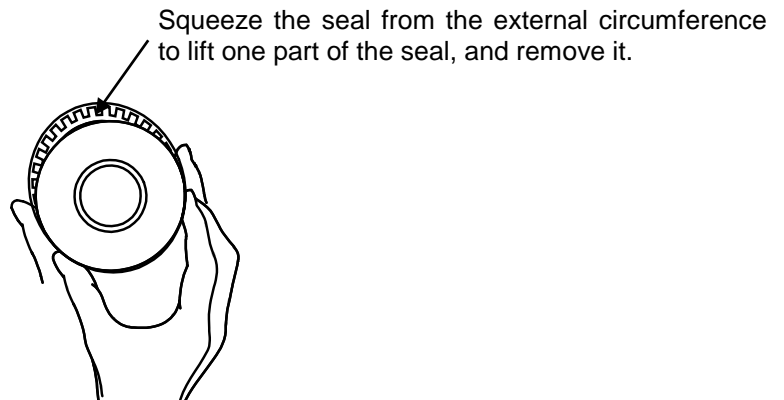 Squeeze the seal from the external circumference
to lift one part of the seal, and remove it.